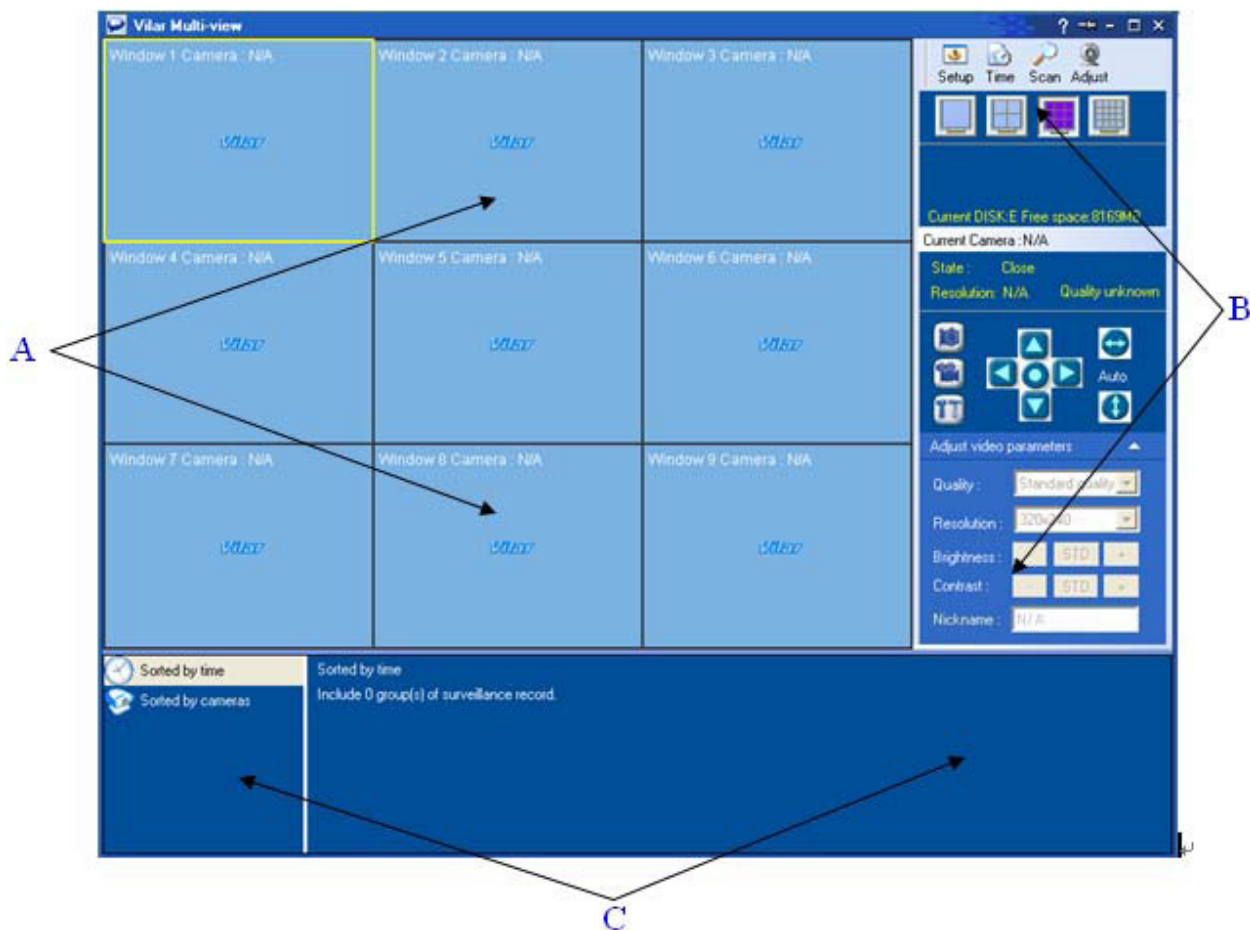 Vilar Multi-view
Window 1 Camera : N/A
Window 2 Camera : N/A
Window 3 Camera : N/A
Setup Time Scan Adjust
Current DISK:E Free space:8169MB
Current Camera :N/A
Window 4 Camera : N/A
Window 5 Camera : N/A
Window 6 Camera : N/A
State : Close
Resolution: N/A Quality unknown
A
B
Auto
Window 7 Camera : N/A
Window 8 Camera : N/A
Window 9 Camera : N/A
Adjust video parameters
Quality : Standard quality
Resolution : 320x240
Brightness : - STD +
Contrast : - STD +
Nickname : N/A
Sorted by time
Sorted by cameras
Sorted by time
Include 0 group(s) of surveillance record.
C